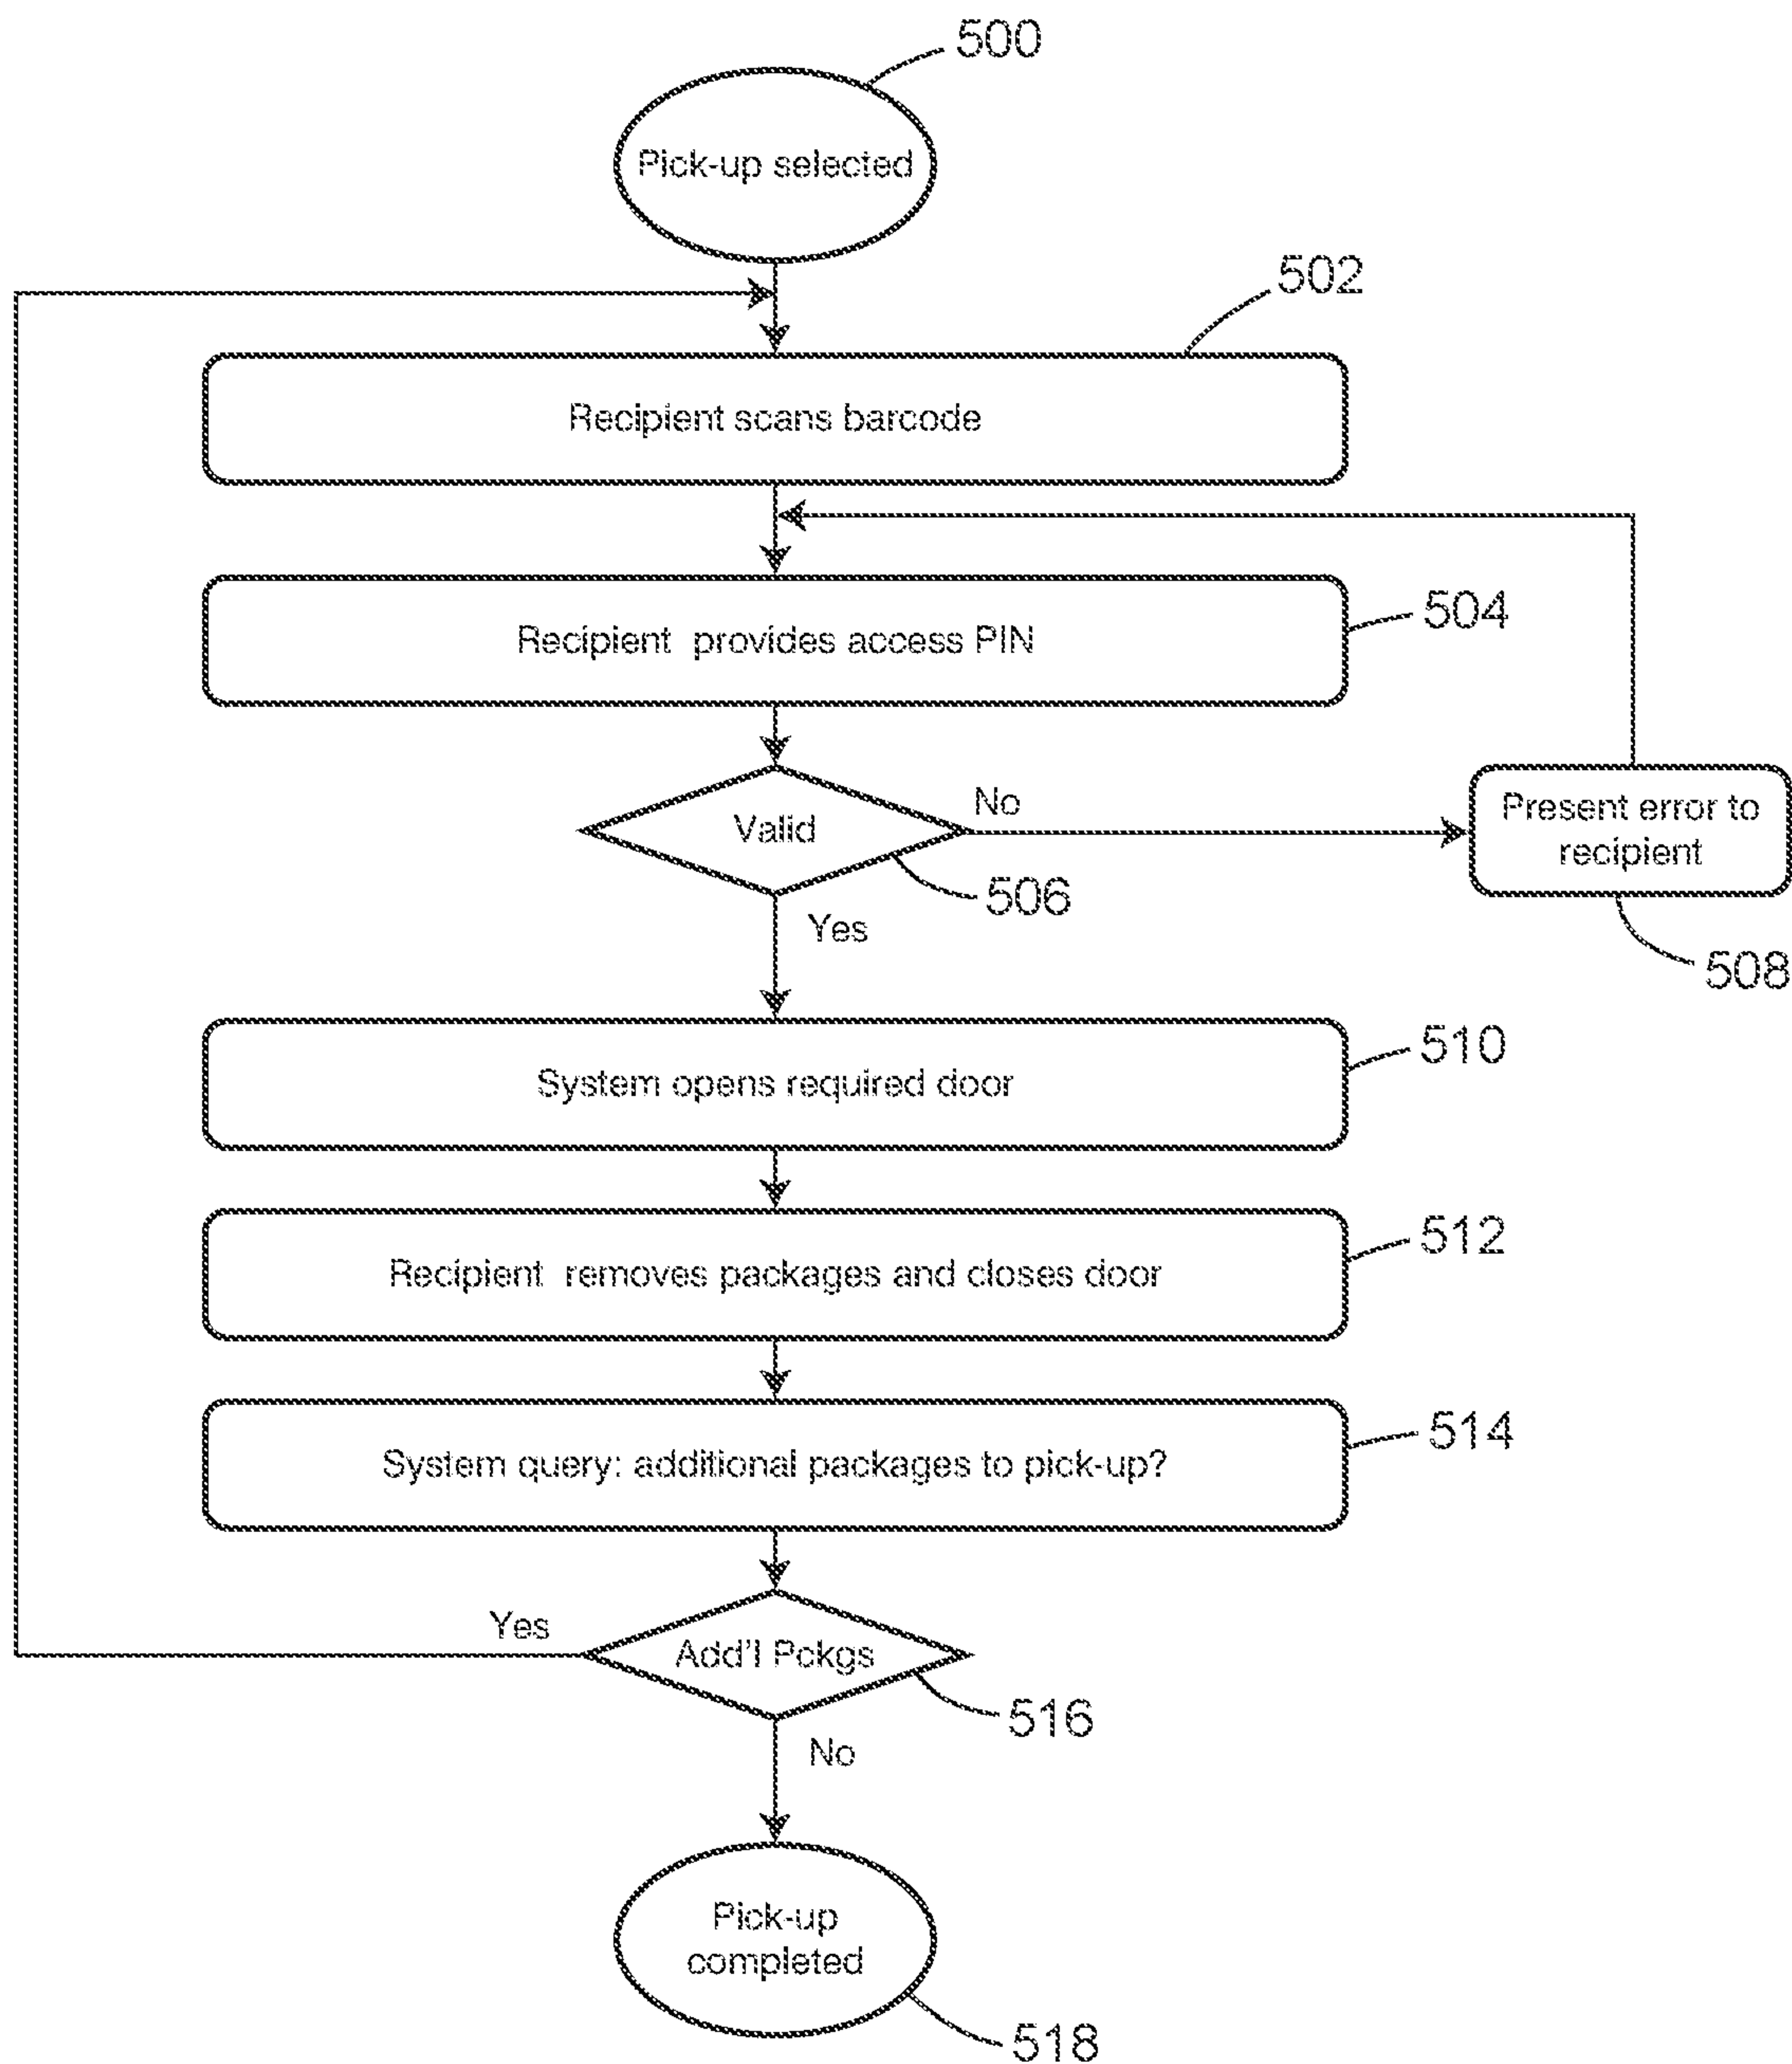 500
Pick-up selected
502
Recipient scans barcode
504
Recipient provides access PIN
Valid
No
506
Yes
Present error to
recipient
508
510
System opens required door
512
Recipient removes packages and closes door
514
System query: additional packages to pick-up?
Yes
Add'l Pckgs
516
No
Pick-up
completed
518